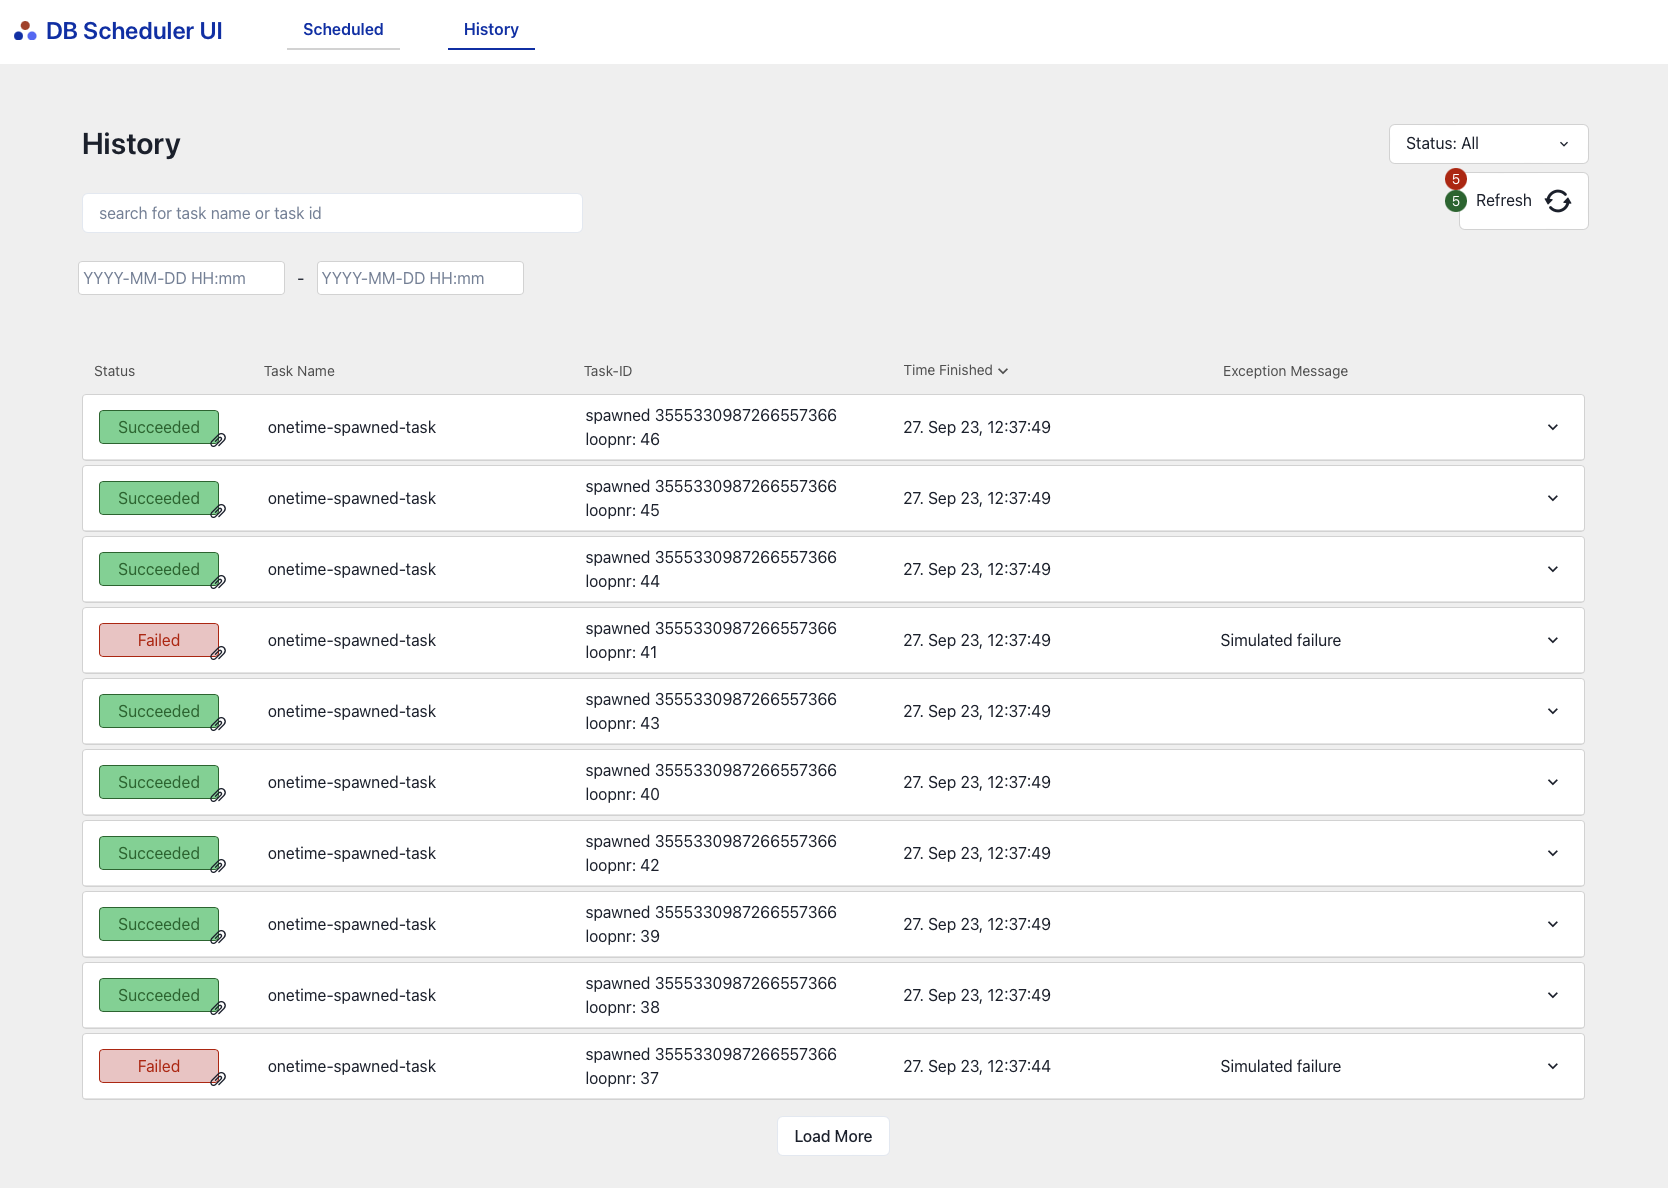 DB Scheduler UI
Scheduled
History
History
Status: All
search for task name or task id
5
5
Refresh
YYYY-MM-DD HH:mm - YYYY-MM-DD HH:mm
Status Task Name Task-ID Time Finished Exception Message
Succeeded onetime-spawned-task spawned 3555330987266557366 27. Sep 23, 12:37:49
loopnr: 46
Succeeded onetime-spawned-task spawned 3555330987266557366 27. Sep 23, 12:37:49
loopnr: 45
Succeeded onetime-spawned-task spawned 3555330987266557366 27. Sep 23, 12:37:49
loopnr: 44
Failed onetime-spawned-task spawned 3555330987266557366 27. Sep 23, 12:37:49 Simulated failure
loopnr: 41
Succeeded onetime-spawned-task spawned 3555330987266557366 27. Sep 23, 12:37:49
loopnr: 43
Succeeded onetime-spawned-task spawned 3555330987266557366 27. Sep 23, 12:37:49
loopnr: 40
Succeeded onetime-spawned-task spawned 3555330987266557366 27. Sep 23, 12:37:49
loopnr: 42
Succeeded onetime-spawned-task spawned 3555330987266557366 27. Sep 23, 12:37:49
loopnr: 39
Succeeded onetime-spawned-task spawned 3555330987266557366 27. Sep 23, 12:37:49
loopnr: 38
Failed onetime-spawned-task spawned 3555330987266557366 27. Sep 23, 12:37:44 Simulated failure
loopnr: 37
Load More